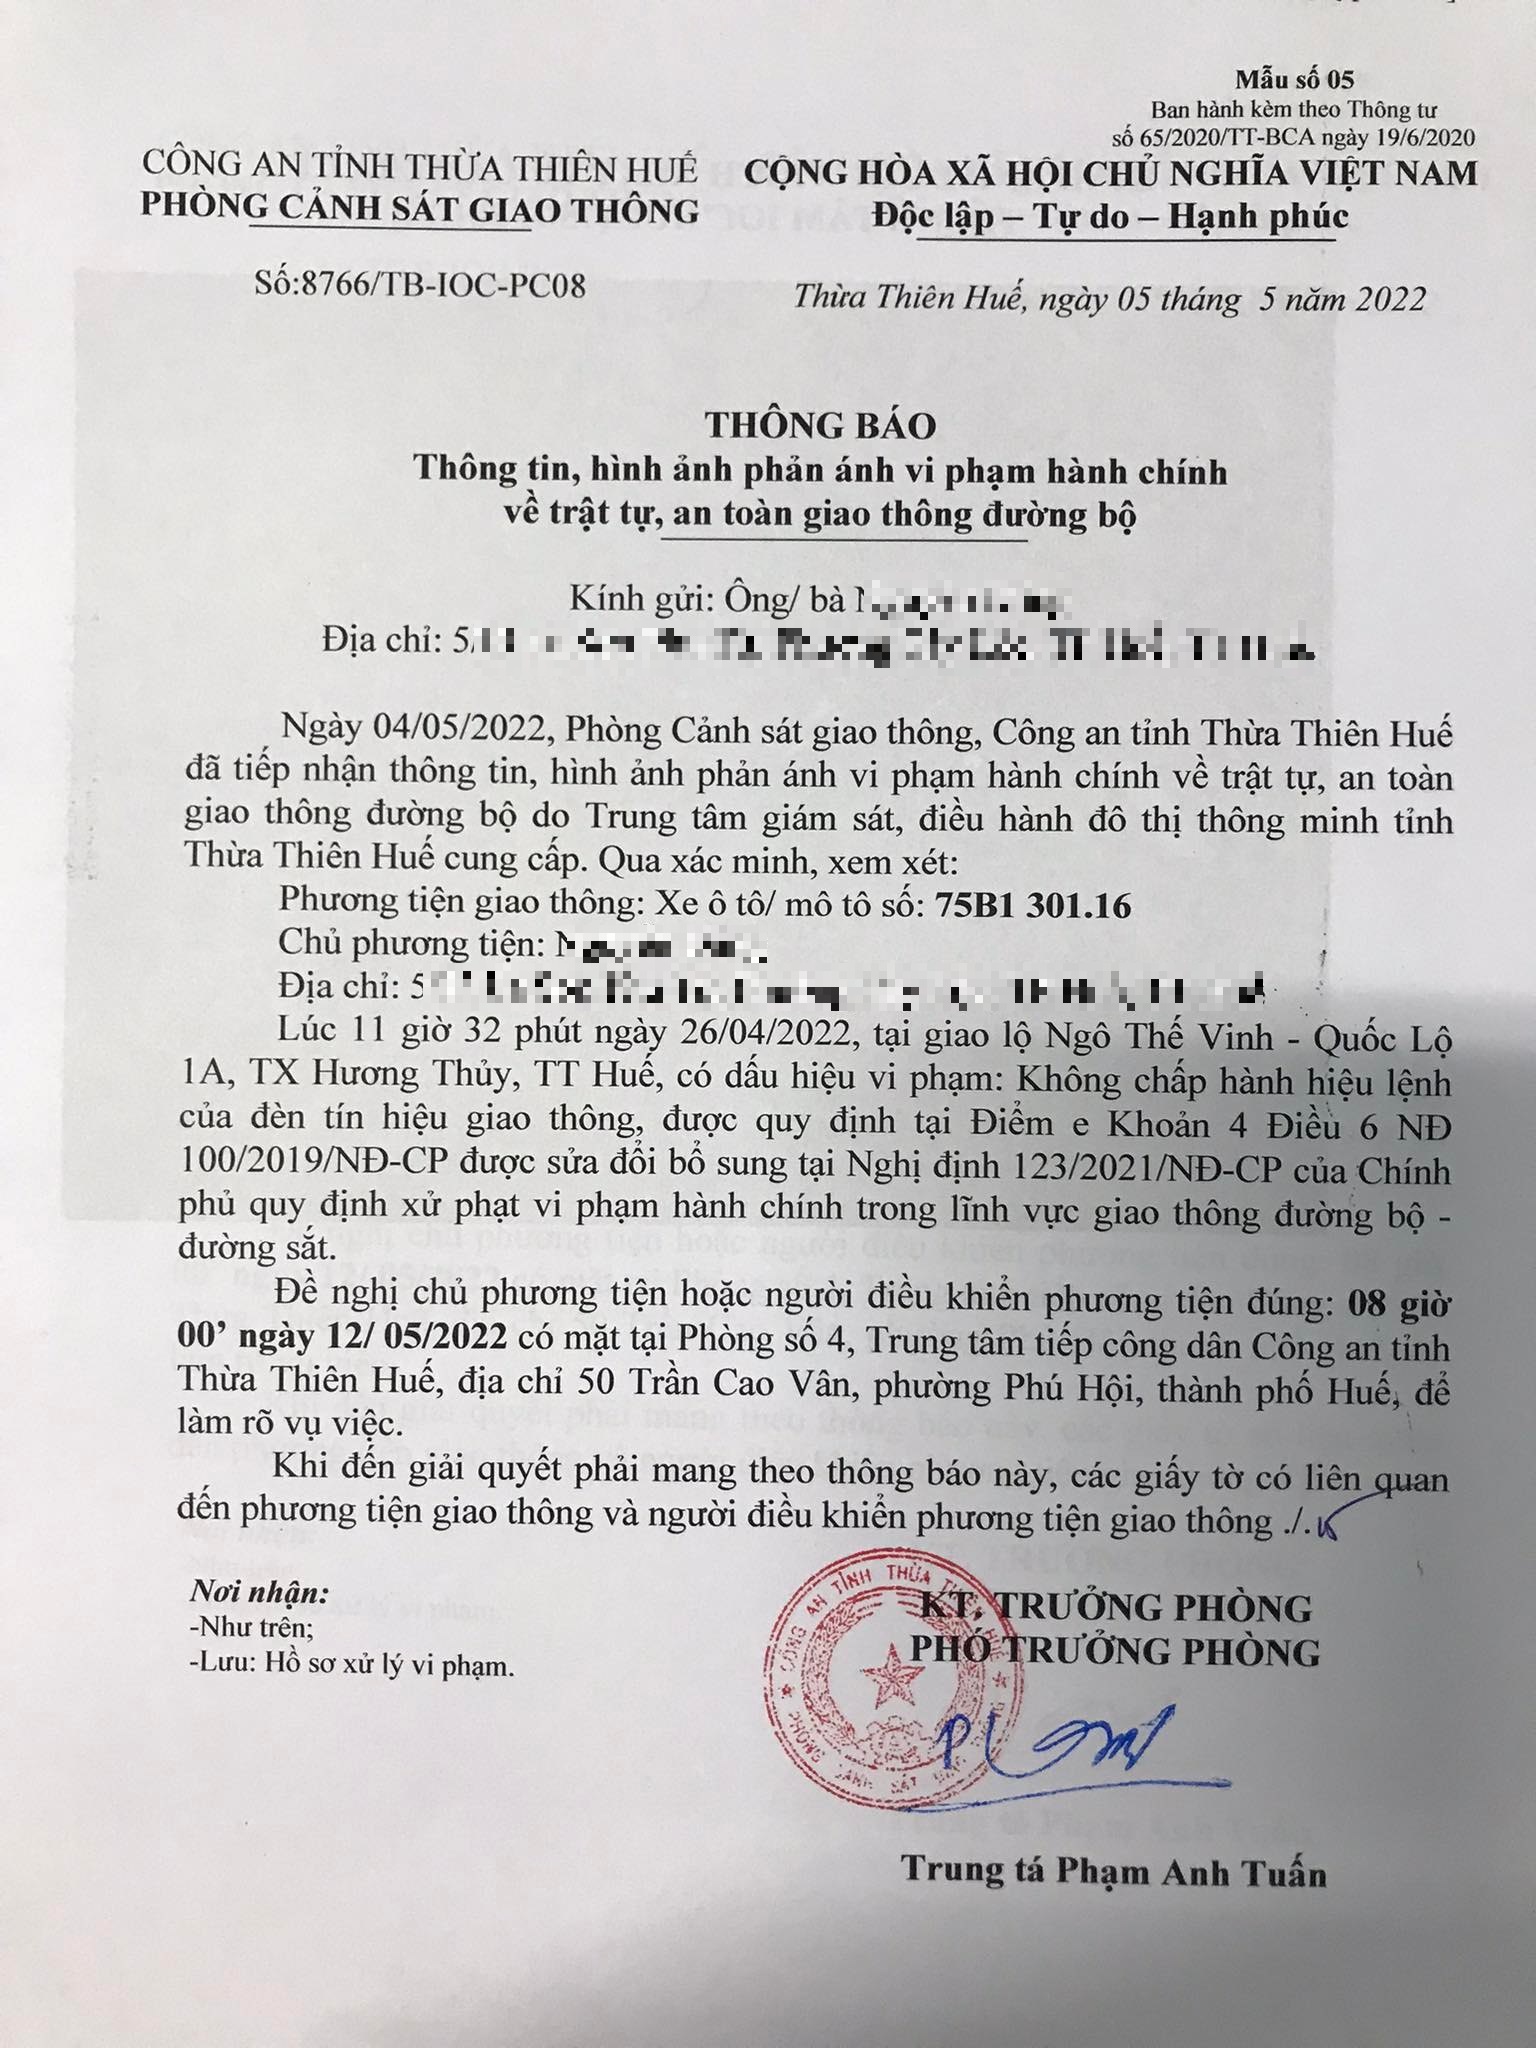 Mẫu số 05
Ban hành kèm theo Thông tư
số 65/2020/TT-BCA ngày 19/6/2020
CÔNG AN TỈNH THỪA THIÊN HUẾ
PHÒNG CẢNH SÁT GIAO THÔNG
CỘNG HÒA XÃ HỘI CHỦ NGHĨA VIỆT NAM
Độc lập – Tự do – Hạnh phúc
Số:8766/TB-IOC-PC08
Thừa Thiên Huế, ngày 05 tháng 5 năm 2022
THÔNG BÁO
Thông tin, hình ảnh phản ánh vi phạm hành chính
về trật tự, an toàn giao thông đường bộ
Kính gửi: Ông/ bà
Địa chỉ: 5/
Ngày 04/05/2022, Phòng Cảnh sát giao thông, Công an tỉnh Thừa Thiên Huế
đã tiếp nhận thông tin, hình ảnh phản ánh vi phạm hành chính về trật tự, an toàn
giao thông đường bộ do Trung tâm giám sát, điều hành đô thị thông minh tỉnh
Thừa Thiên Huế cung cấp. Qua xác minh, xem xét:
Phương tiện giao thông: Xe ô tô/ mô tô số: 75B1 301.16
Chủ phương tiện:
Địa chỉ: 5
Lúc 11 giờ 32 phút ngày 26/04/2022, tại giao lộ Ngô Thế Vinh - Quốc Lộ
1A, TX Hương Thủy, TT Huế, có dấu hiệu vi phạm: Không chấp hành hiệu lệnh
của đèn tín hiệu giao thông, được quy định tại Điểm e Khoản 4 Điều 6 NĐ
100/2019/NĐ-CP được sửa đổi bổ sung tại Nghị định 123/2021/NĐ-CP của Chính
phủ quy định xử phạt vi phạm hành chính trong lĩnh vực giao thông đường bộ -
đường sắt.
Đề nghị chủ phương tiện hoặc người điều khiển phương tiện đúng: 08 giờ
00’ ngày 12/ 05/2022 có mặt tại Phòng số 4, Trung tâm tiếp công dân Công an tỉnh
Thừa Thiên Huế, địa chỉ 50 Trần Cao Vân, phường Phú Hội, thành phố Huế, để
làm rõ vụ việc.
Khi đến giải quyết phải mang theo thông báo này, các giấy tờ có liên quan
đến phương tiện giao thông và người điều khiển phương tiện giao thông ./.
Nơi nhận:
-Như trên;
-Lưu: Hồ sơ xử lý vi phạm.
KT. TRƯỞNG PHÒNG
PHÓ TRƯỞNG PHÒNG
CÔNG AN TỈNH THỪA THIÊN HUẾ
PHÒNG CẢNH SÁT
Trung tá Phạm Anh Tuấn